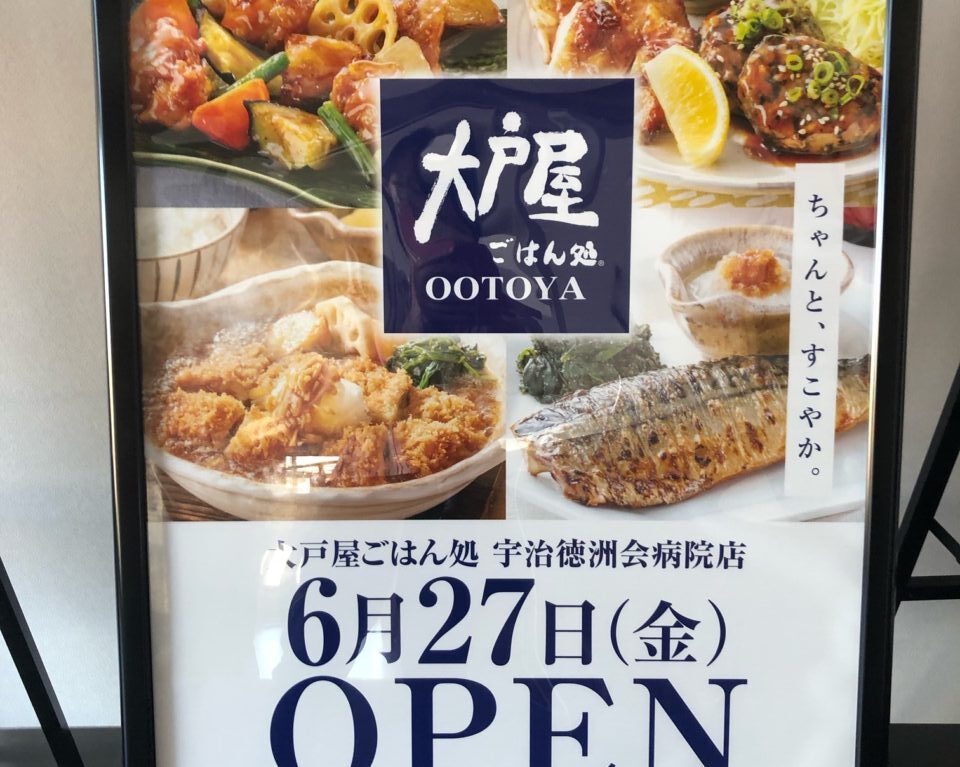 大戸屋
ごはん処®
OOTOYA
ちゃんと、すこやか。
大戸屋ごはん処 宇治徳洲会病院店
6月27日(金)
OPEN